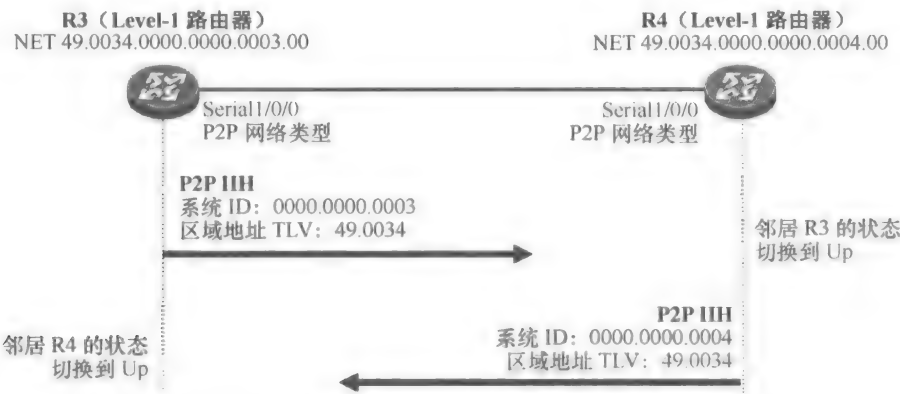 R3（Level-1 路由器）
NET 49.0034.0000.0000.0003.00
R4（Level-1 路由器）
NET 49.0034.0000.0000.0004.00
Serial1/0/0
P2P 网络类型
Serial1/0/0
P2P 网络类型
P2P IIH
系统 ID：0000.0000.0003
区域地址 TLV：49.0034
邻居 R3 的状态
切换到 Up
P2P IIH
系统 ID：0000.0000.0004
区域地址 TLV：49.0034
邻居 R4 的状态
切换到 Up